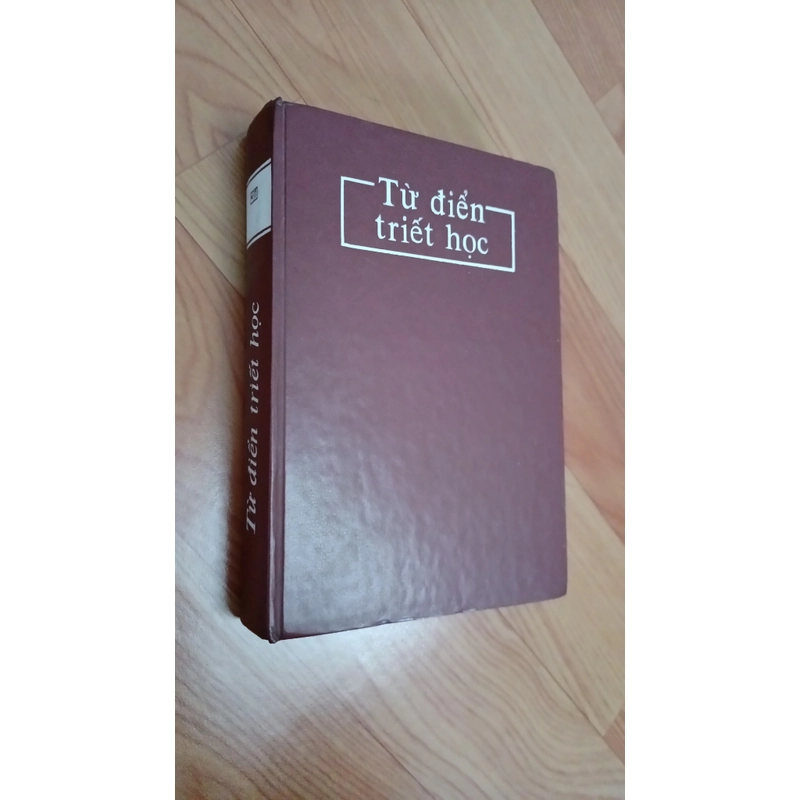 Từ điển
triết học
Từ điển triết học